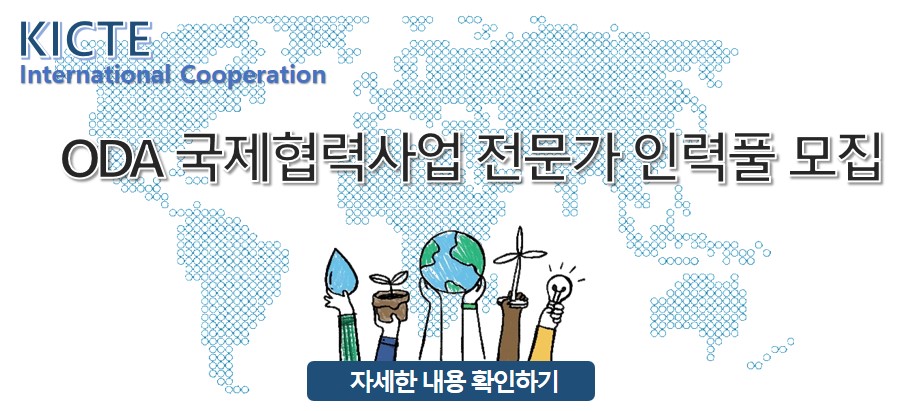 KICTE
International Cooperation
ODA 국제협력사업 전문가 인력풀 모집
자세한 내용 확인하기